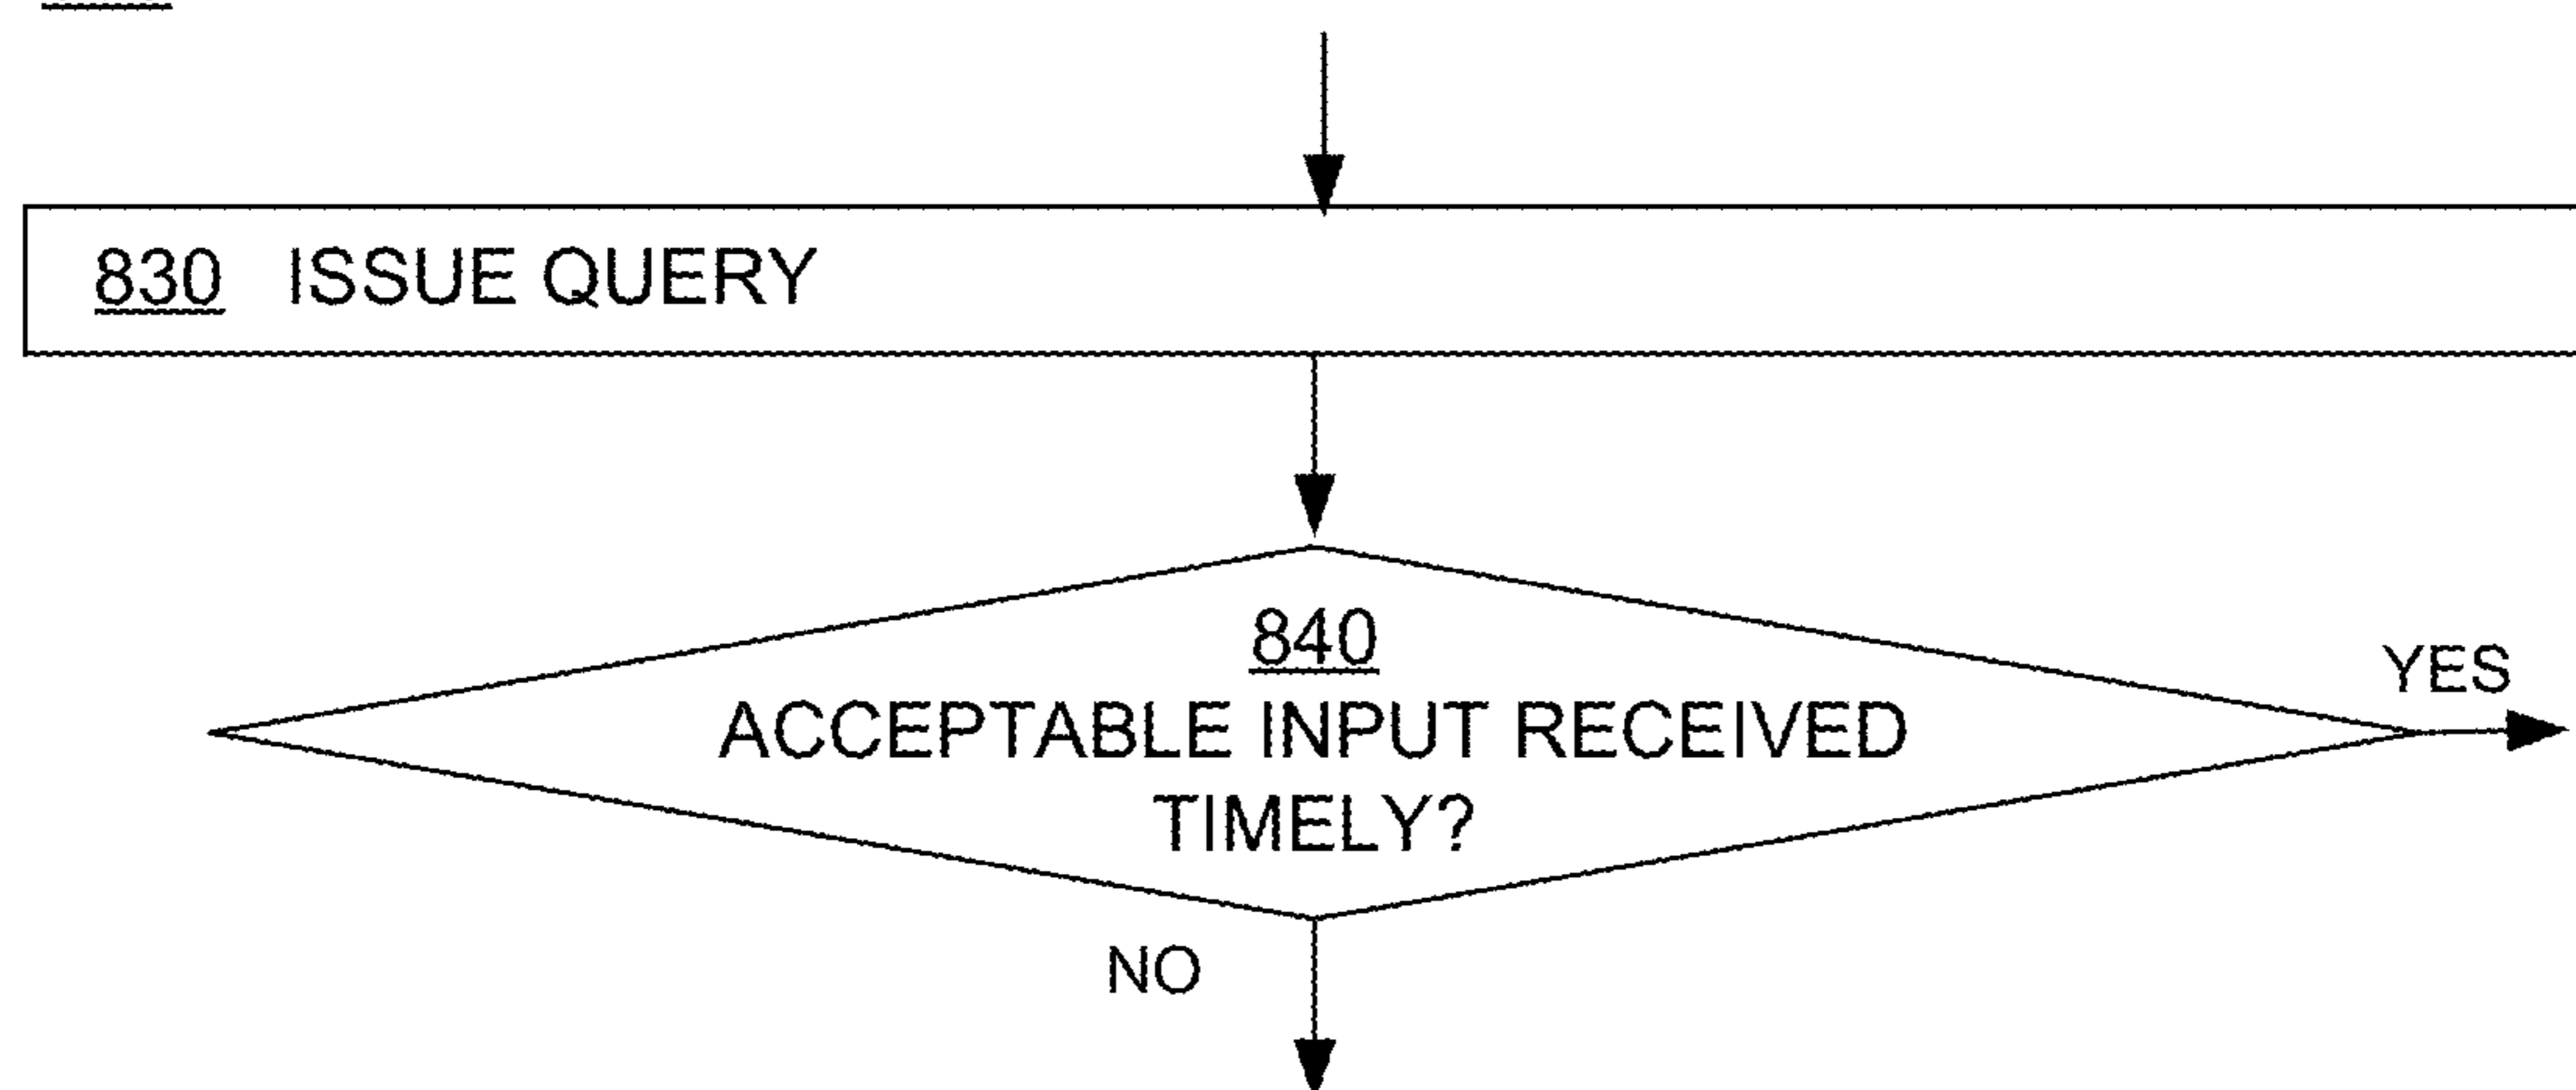 830 ISSUE QUERY
840
ACCEPTABLE INPUT RECEIVED
TIMELY?
YES
NO